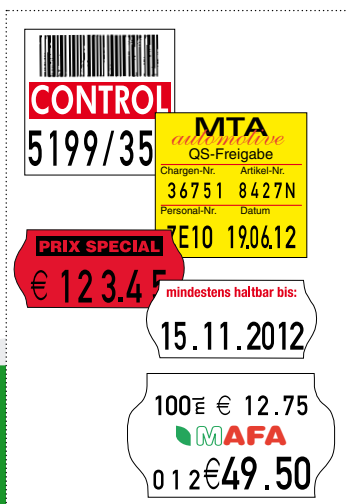 CONTROL
5199/35
MTA
automotive
QS-Freigabe
Chargen-Nr. Artikel-Nr.
36751 8427N
Personal-Nr. Datum
7E10 19.06.12
PRIX SPECIAL
€ 123.45
mindestens haltbar bis:
15.11.2012
100 € 12.75
MAFA
012€49.50